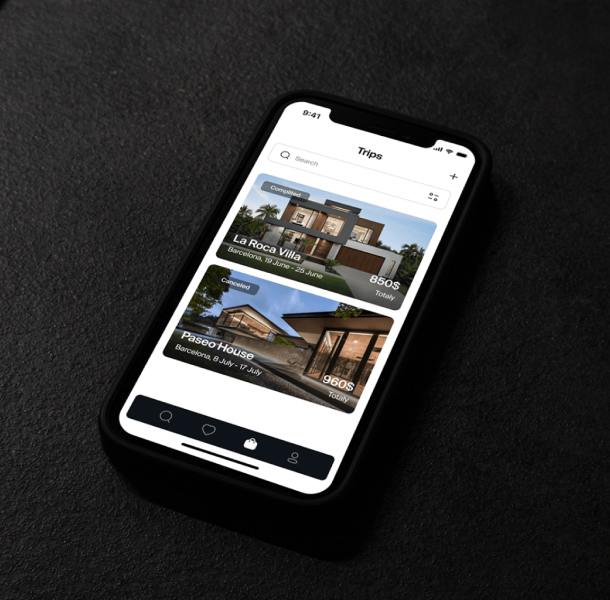 9:41
Trips
Search
Completed
La Roca Villa
Barcelona, 19 June - 25 June
850$
Totaly
Canceled
Paseo House
Barcelona, 8 July - 17 July
960$
Totaly